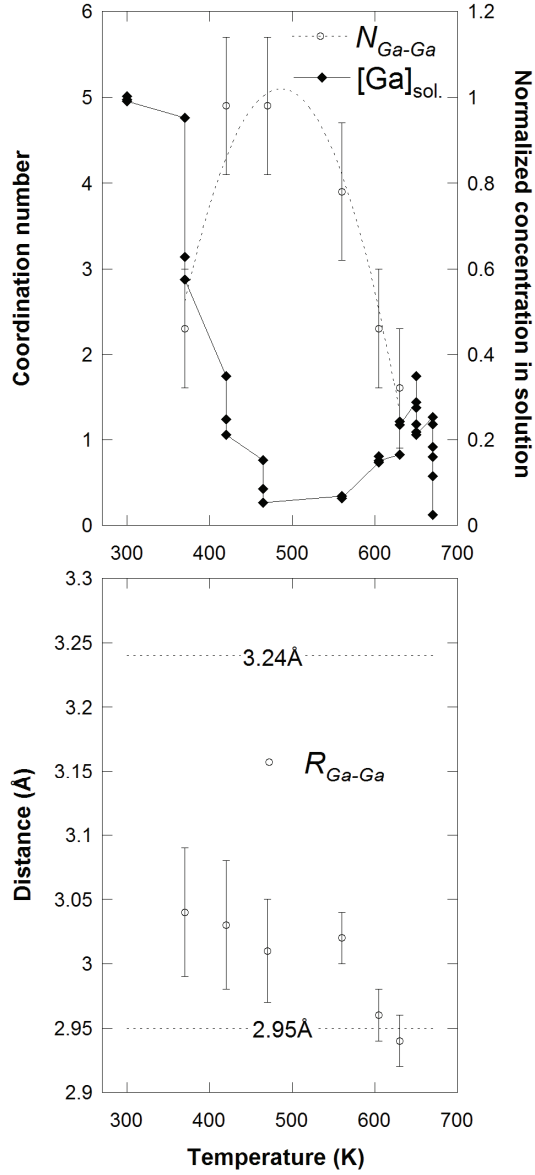 6
5
4
3
2
1
0
Coordination number
N Ga-Ga
[Ga]sol.
1.2
1
0.8
0.6
0.4
0.2
0
Normalized concentration in solution
300 400 500 600 700
3.3
3.25
3.2
3.15
3.1
3.05
3
2.95
2.9
Distance (Å)
3.24Å
R Ga-Ga
2.95Å
300 400 500 600 700
Temperature (K)